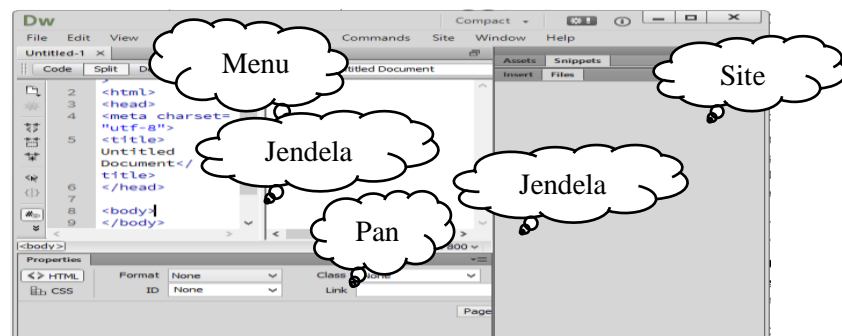 Dw
Compact
File Edit View Commands Site Window Help
Untitled-1 ×
Code Split
Document
Assets Snippets
Insert Files
Menu
Site
Jendela
Jendela
Pan
2 <html>
3 <head>
4 <meta charset=
"utf-8">
5 <title>
Untitled
Document</
title>
6 </head>
7
8 <body>
9 </body>
<body>
800
Properties
<> HTML Format None Class None
CSS ID None Link
Page